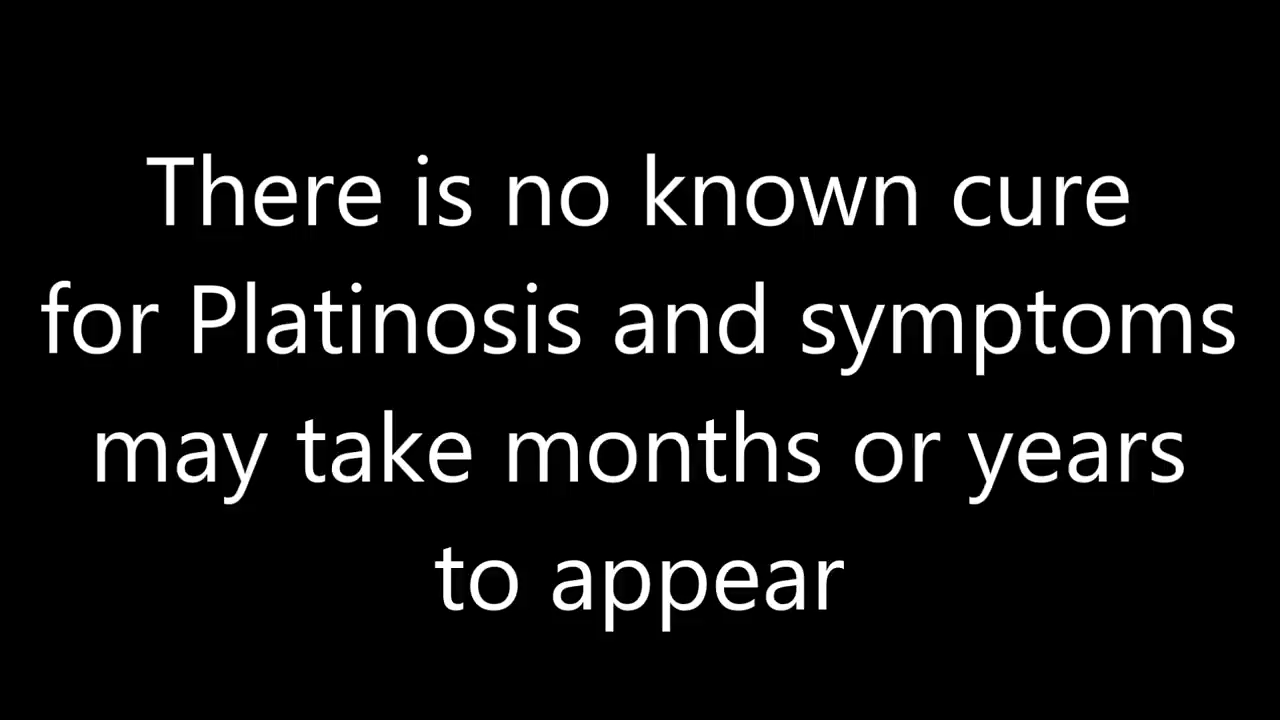 There is no known cure
for Platinosis and symptoms
may take months or years
to appear